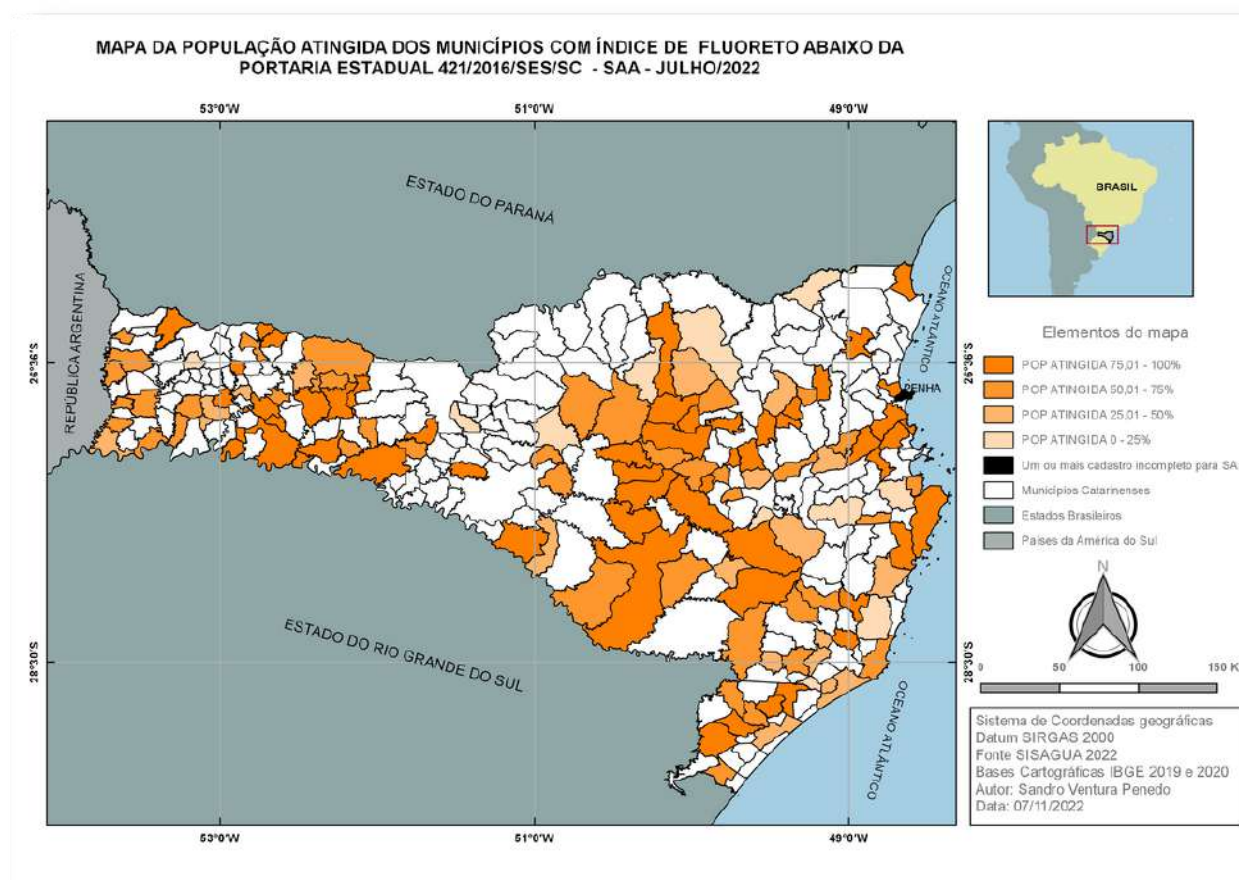 MAPA DA POPULAÇÃO ATINGIDA DOS MUNICÍPIOS COM ÍNDICE DE FLUORETO ABAIXO DA
PORTARIA ESTADUAL 421/2016/SES/SC - SAA - JULHO/2022
53°0'W
51°0'W
49°0'W
ESTADO DO PARANÁ
REPÚBLICA ARGENTINA
OCEANO ATLÂNTICO
26°36'S
26°36'S
PENHA
ESTADO DO RIO GRANDE DO SUL
28°30'S
28°30'S
OCEANO ATLÂNTICO
53°0'W
51°0'W
49°0'W
BRASIL
Elementos do mapa
POP ATINGIDA 75,01 - 100%
POP ATINGIDA 50,01 - 75%
POP ATINGIDA 25,01 - 50%
POP ATINGIDA 0 - 25%
Um ou mais cadastro incompleto para SA
Municípios Catarinenses
Estados Brasileiros
Países da América do Sul
N
0 50 100 150 K
Sistema de Coordenadas geográficas
Datum SIRGAS 2000
Fonte SISAGUA 2022
Bases Cartográficas IBGE 2019 e 2020
Autor: Sandro Ventura Penedo
Data: 07/11/2022